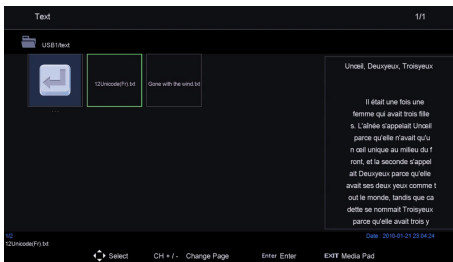 Text
1/1
USB1/text
12Unicode(Fr).txt
Gone with the wind.txt
...
Unœil, Deuxyeux, Troisyeux
Il était une fois une
femme qui avait trois fille
s. L'aînée s'appelait Unœil
parce qu'elle n'avait qu'u
n œil unique au milieu du f
ront, et la seconde s'appel
ait Deuxyeux parce qu'elle
avait ses deux yeux comme t
out le monde, tandis que ca
dette se nommait Troisyeux
parce qu'elle avait trois y
1/2
Date : 2010-01-21 23:04:24
12Unicode(Fr).txt
Select
CH + / - Change Page
Enter Enter
EXIT Media Pad